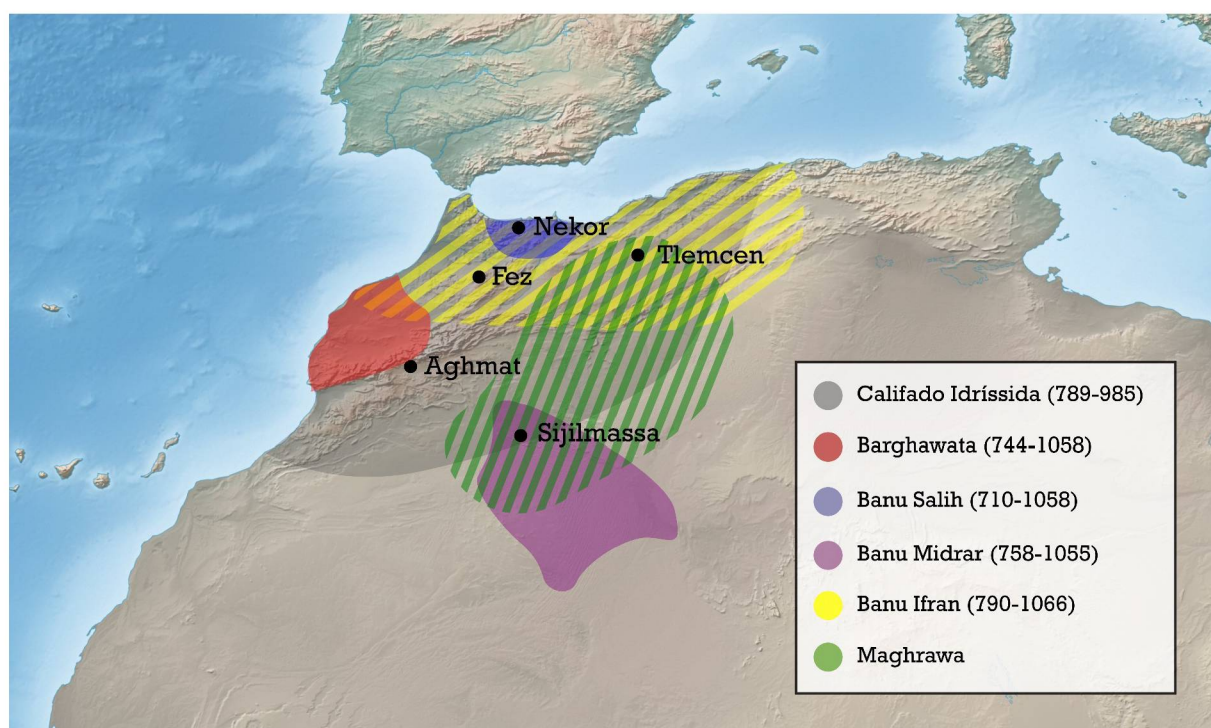 Nekor
Tlemcen
Fez
Aghmat
Sijilmassa
Califado Idríssida (789-985)
Barghawata (744-1058)
Banu Salih (710-1058)
Banu Midrar (758-1055)
Banu Ifran (790-1066)
Maghrawa